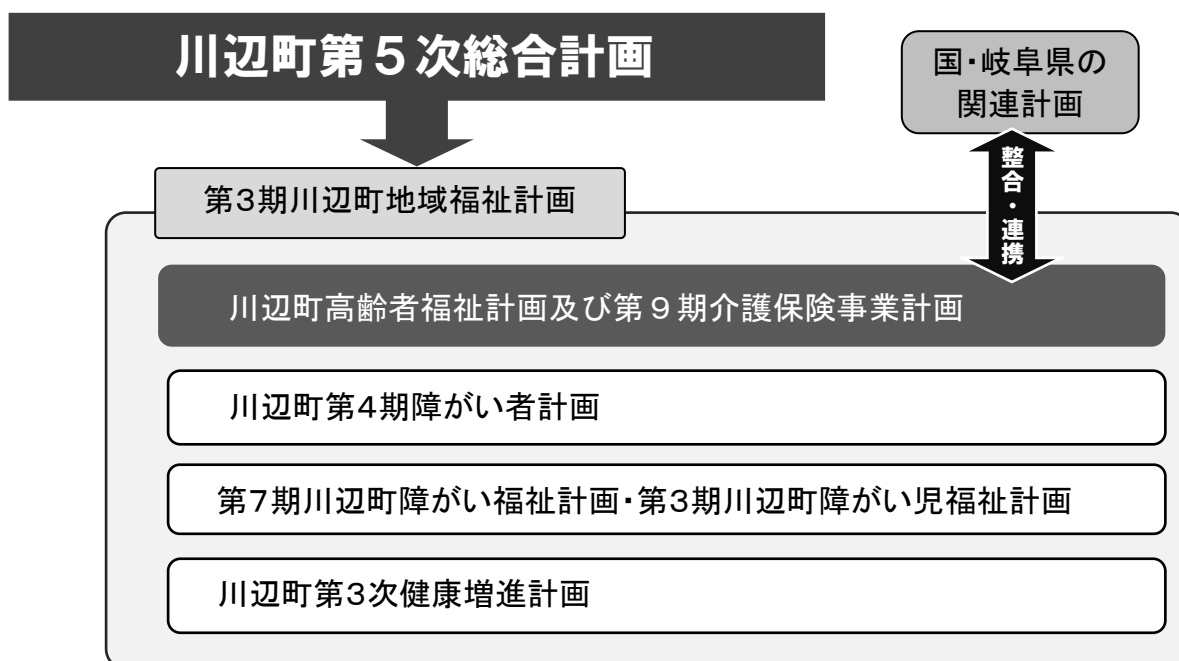 川辺町第５次総合計画
国・岐阜県の
関連計画
整合・連携
第3期川辺町地域福祉計画
川辺町高齢者福祉計画及び第９期介護保険事業計画
川辺町第4期障がい者計画
第7期川辺町障がい福祉計画・第3期川辺町障がい児福祉計画
川辺町第3次健康増進計画